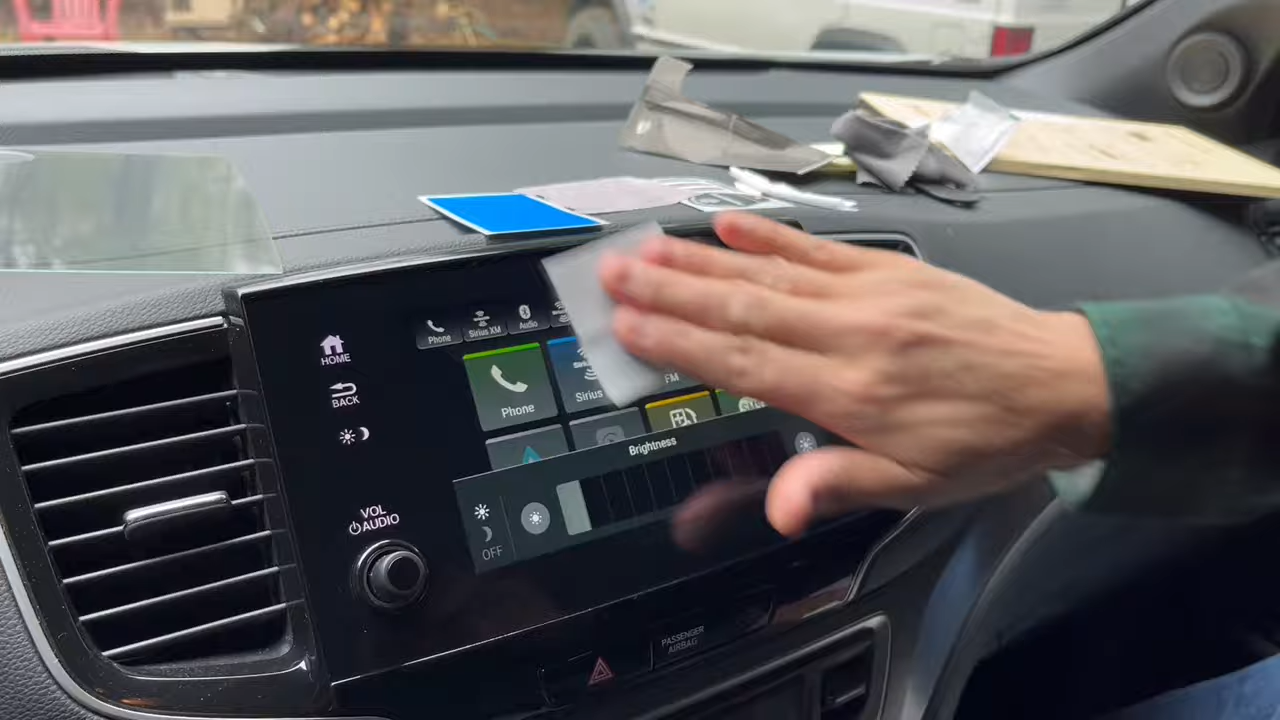 HOME
BACK
VOL
AUDIO
Phone
Sirius XM
Audio
Phone
Sirius
FM
Brightness
OFF
PASSENGER
AIRBAG